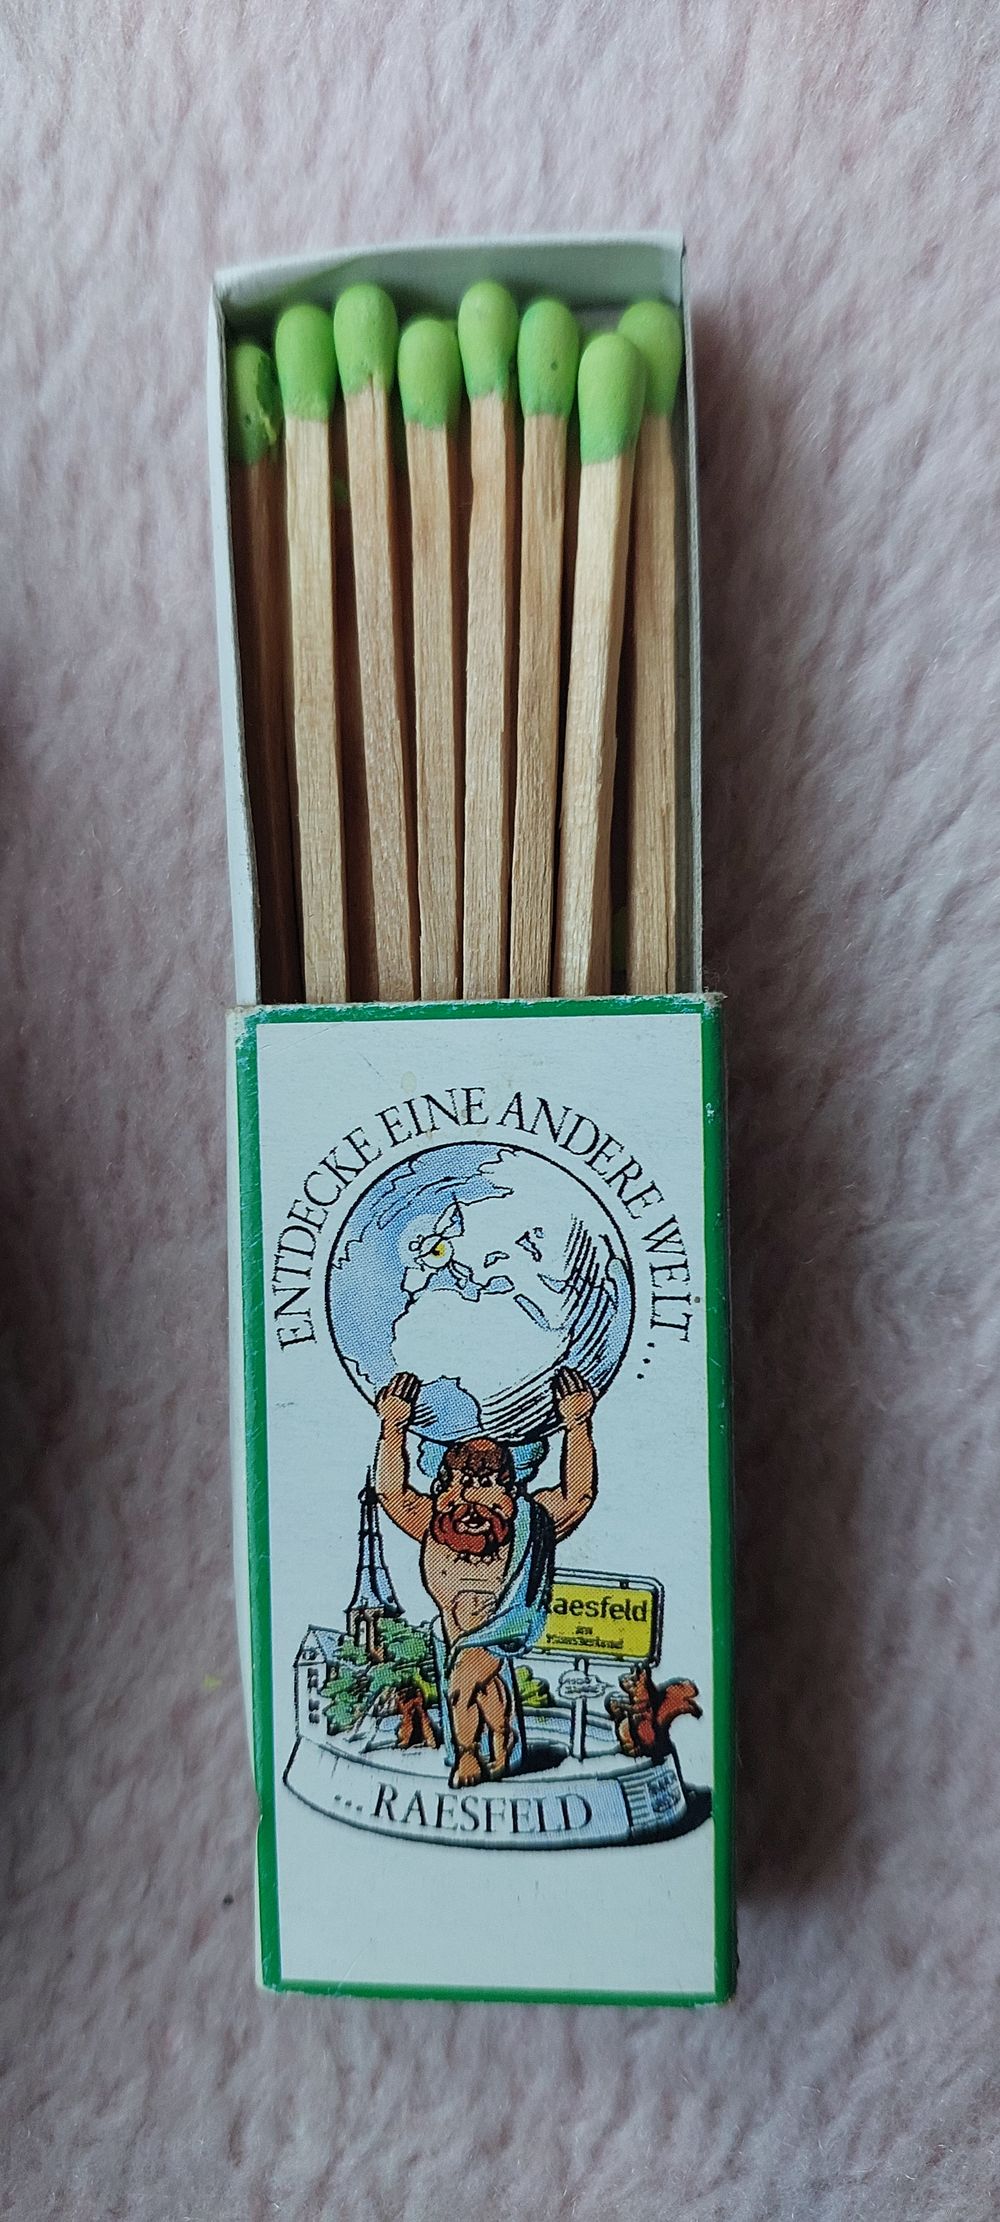 ENTDECKE EINE ANDERE WELT...
Raesfeld
...RAESFELD